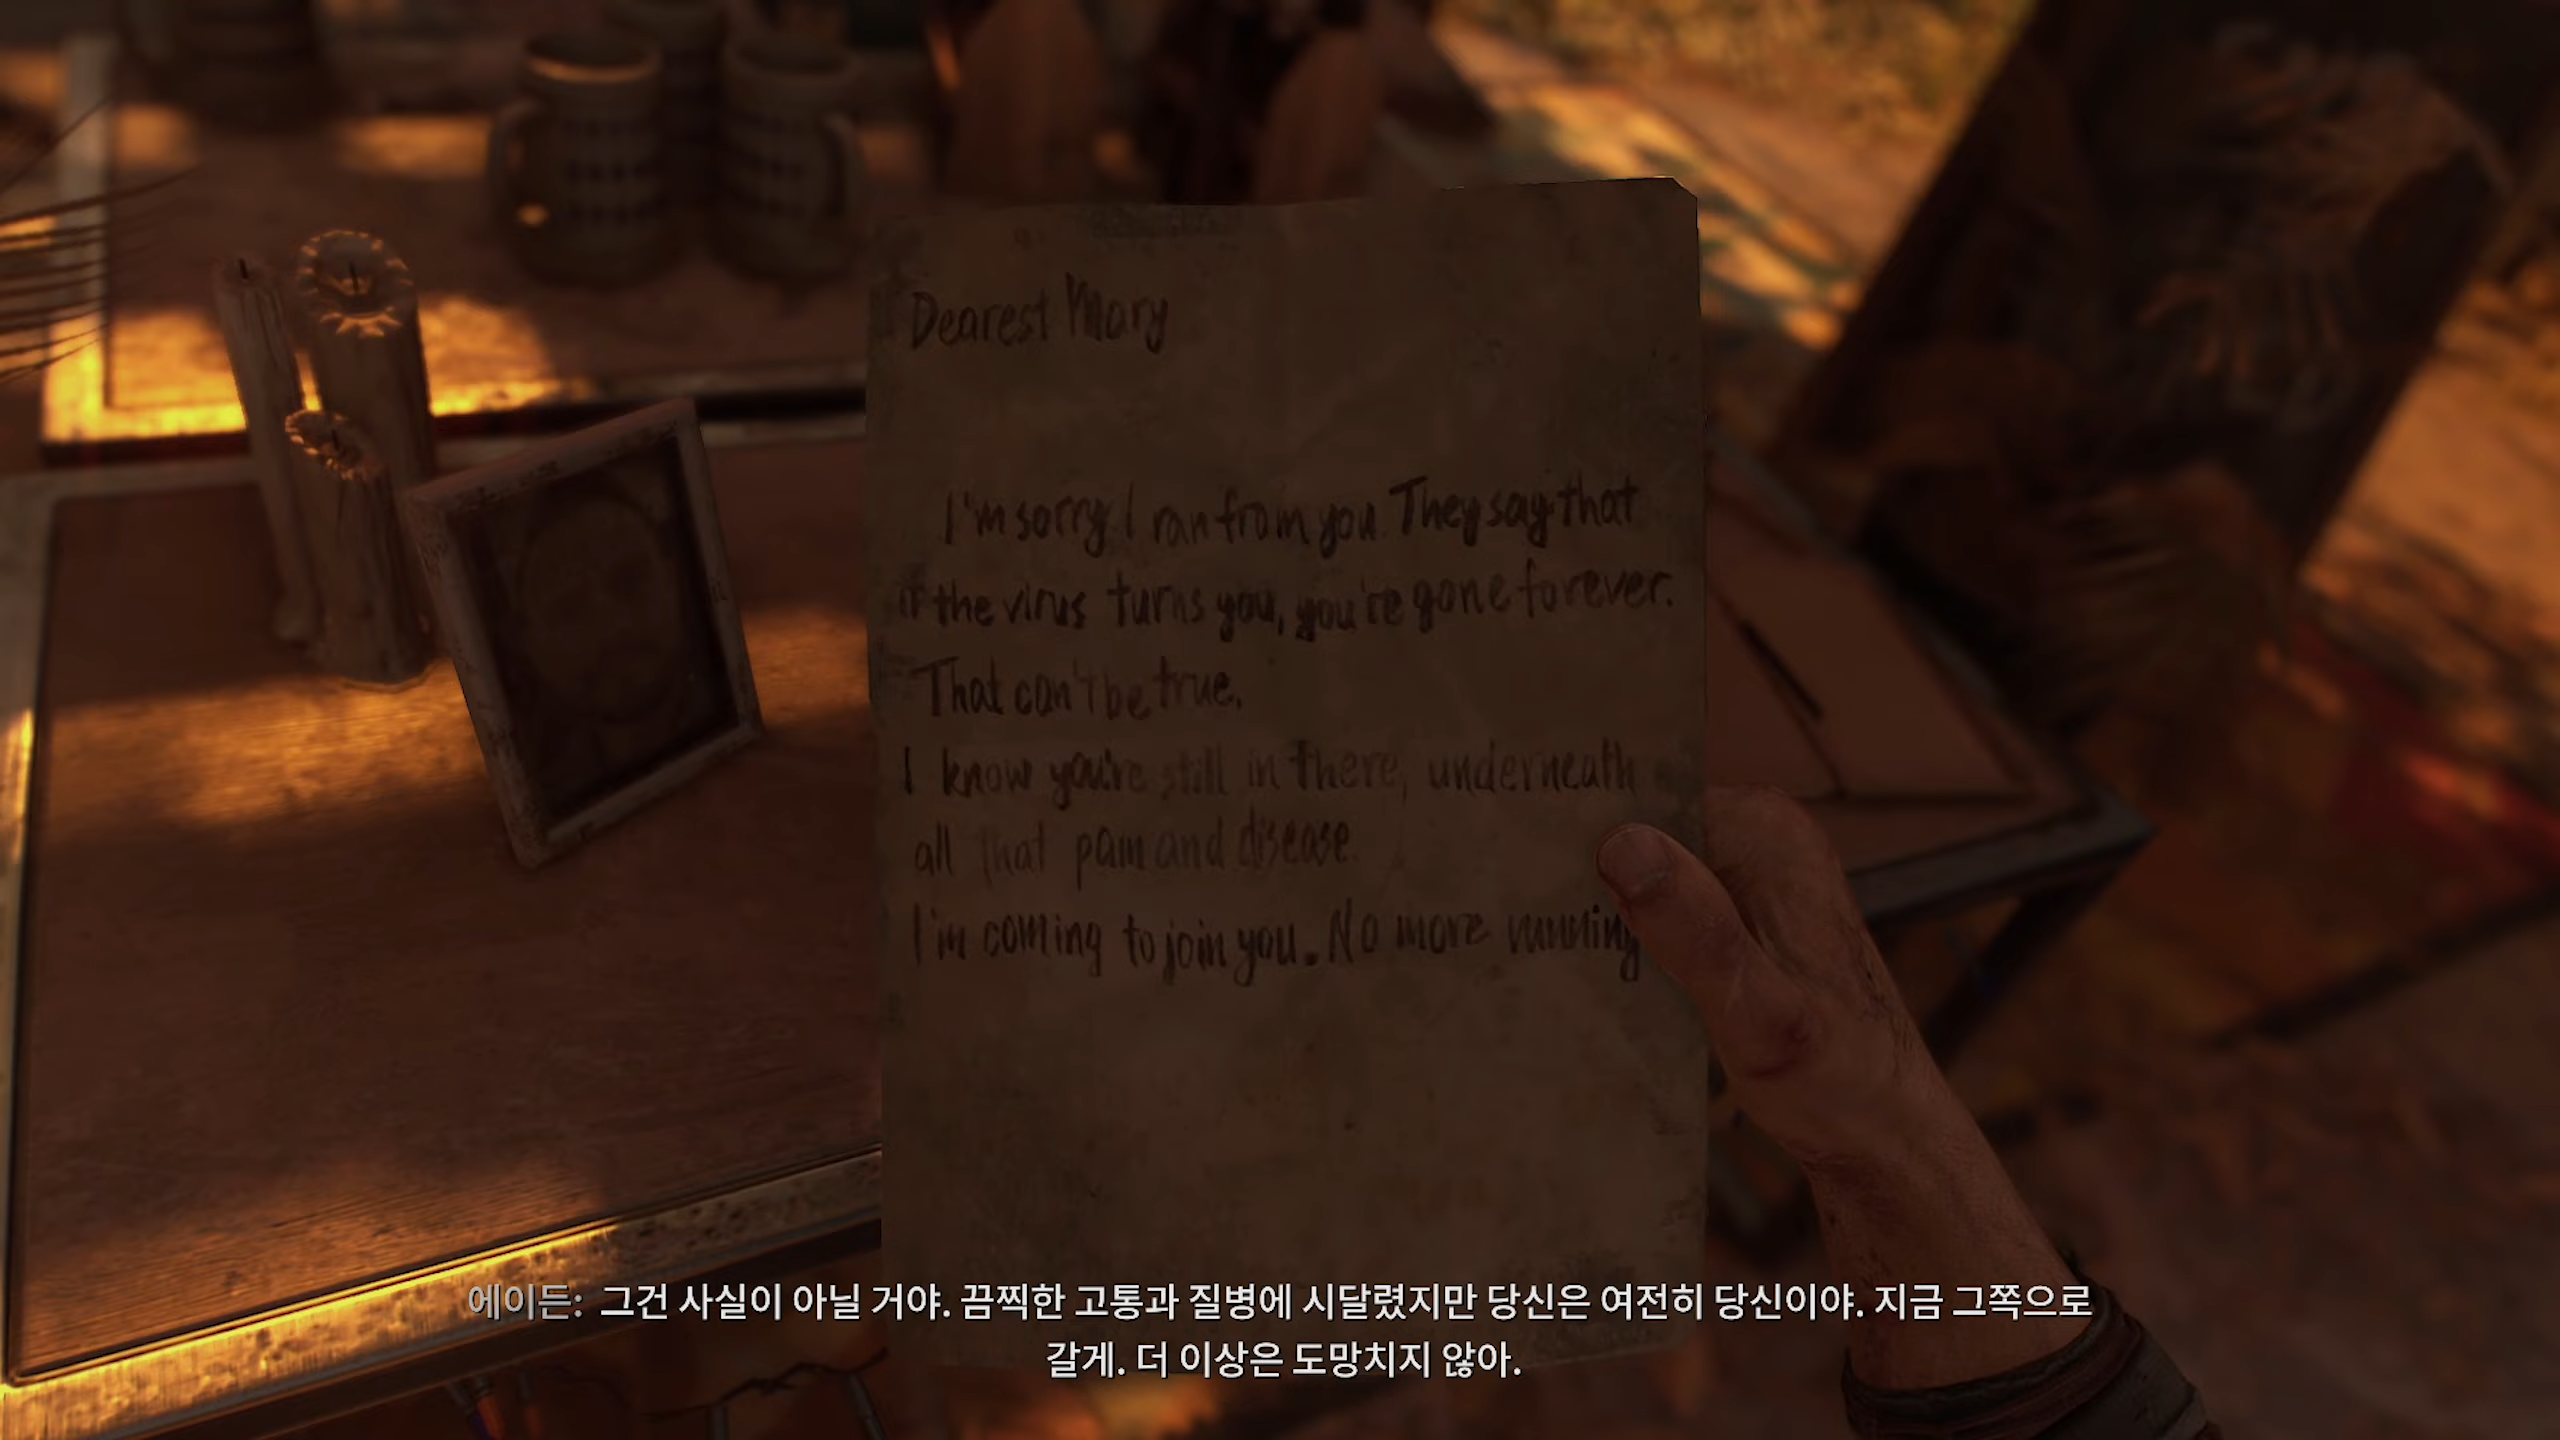 Dearest Mary
I'm sorry I ran from you. They say that
if the virus turns you, you're gone forever.
That can't be true.
I know you're still in there, underneath
all that pain and disease.
I'm coming to join you. No more running
에이든: 그건 사실이 아닐 거야. 끔찍한 고통과 질병에 시달렸지만 당신은 여전히 당신이야. 지금 그쪽으로
갈게. 더 이상은 도망치지 않아.